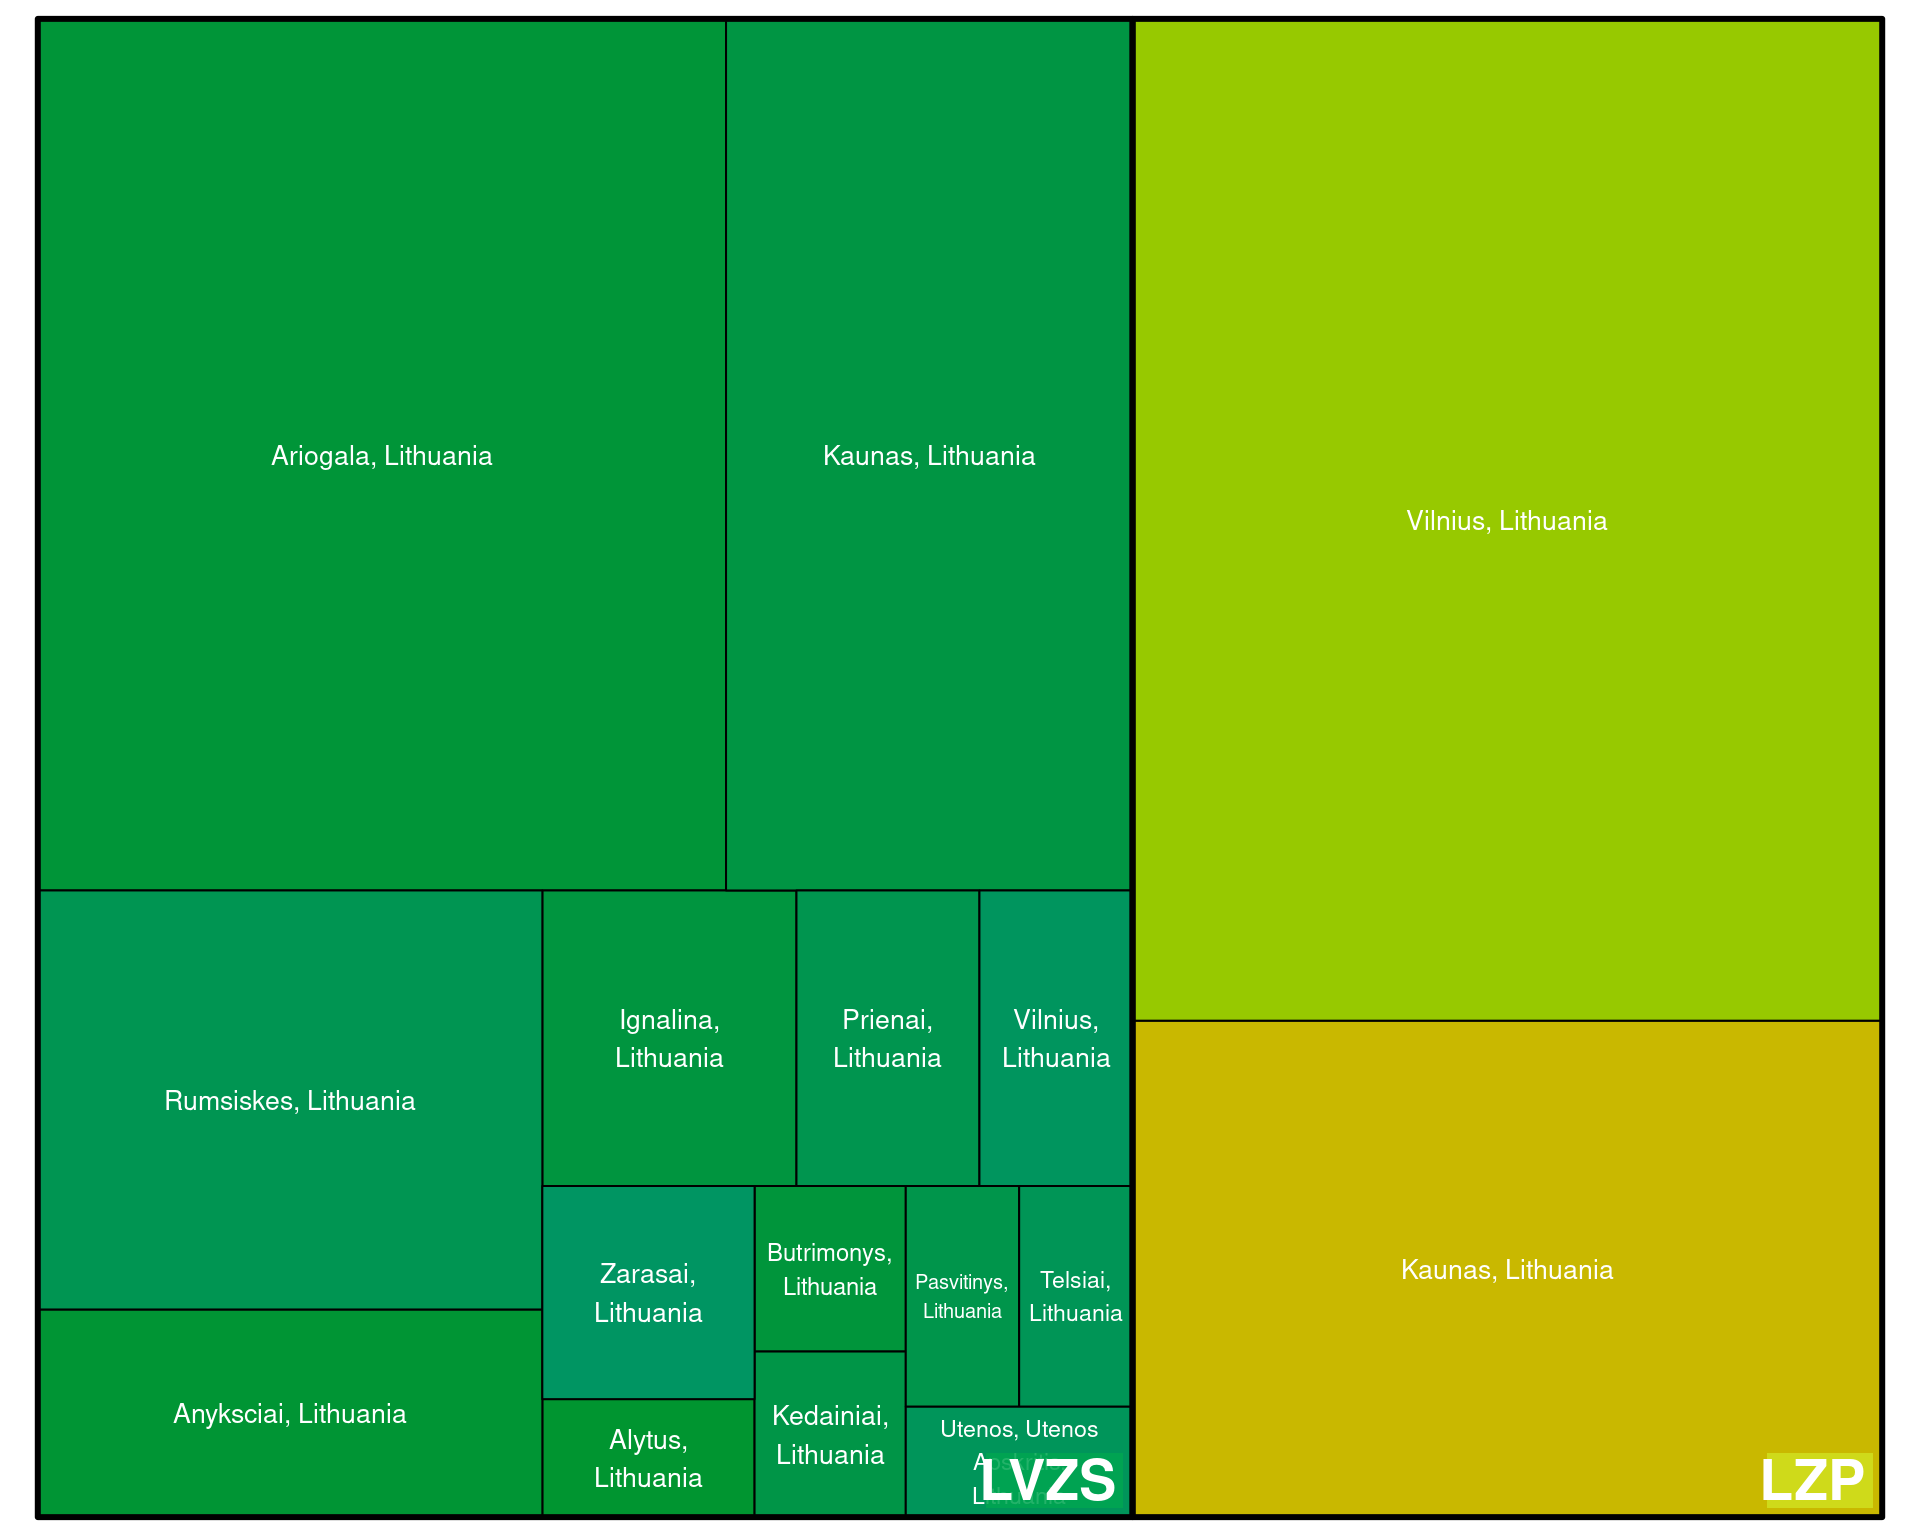 Ariogala, Lithuania
Kaunas, Lithuania
Vilnius, Lithuania
Rumsiskes, Lithuania
Ignalina,
Lithuania
Prienai,
Lithuania
Vilnius,
Lithuania
Zarasai,
Lithuania
Butrimonys,
Lithuania
Pasvitinys,
Lithuania
Telsiai,
Lithuania
Kaunas, Lithuania
Anyksciai, Lithuania
Alytus,
Lithuania
Kedainiai,
Lithuania
Utenos, Utenos
Lithuania
LVZS
LZP